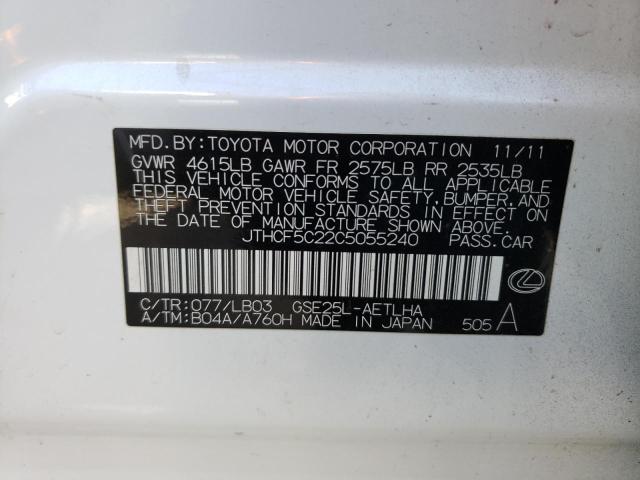 MFD.BY:TOYOTA MOTOR CORPORATION 11/11
GVWR 4615LB GAWR FR 2575LB RR 2535LB
THIS VEHICLE CONFORMS TO ALL APPLICABLE
FEDERAL MOTOR VEHICLE SAFETY,BUMPER,AND
THEFT PREVENTION STANDARDS IN EFFECT ON
THE DATE OF MANUFACTURE SHOWN ABOVE.
JTHCF5C22C5055240 PASS.CAR
C/TR:077/LB03 GSE25L-AETLHA
A/TM:B04A/A760H MADE IN JAPAN 505 A